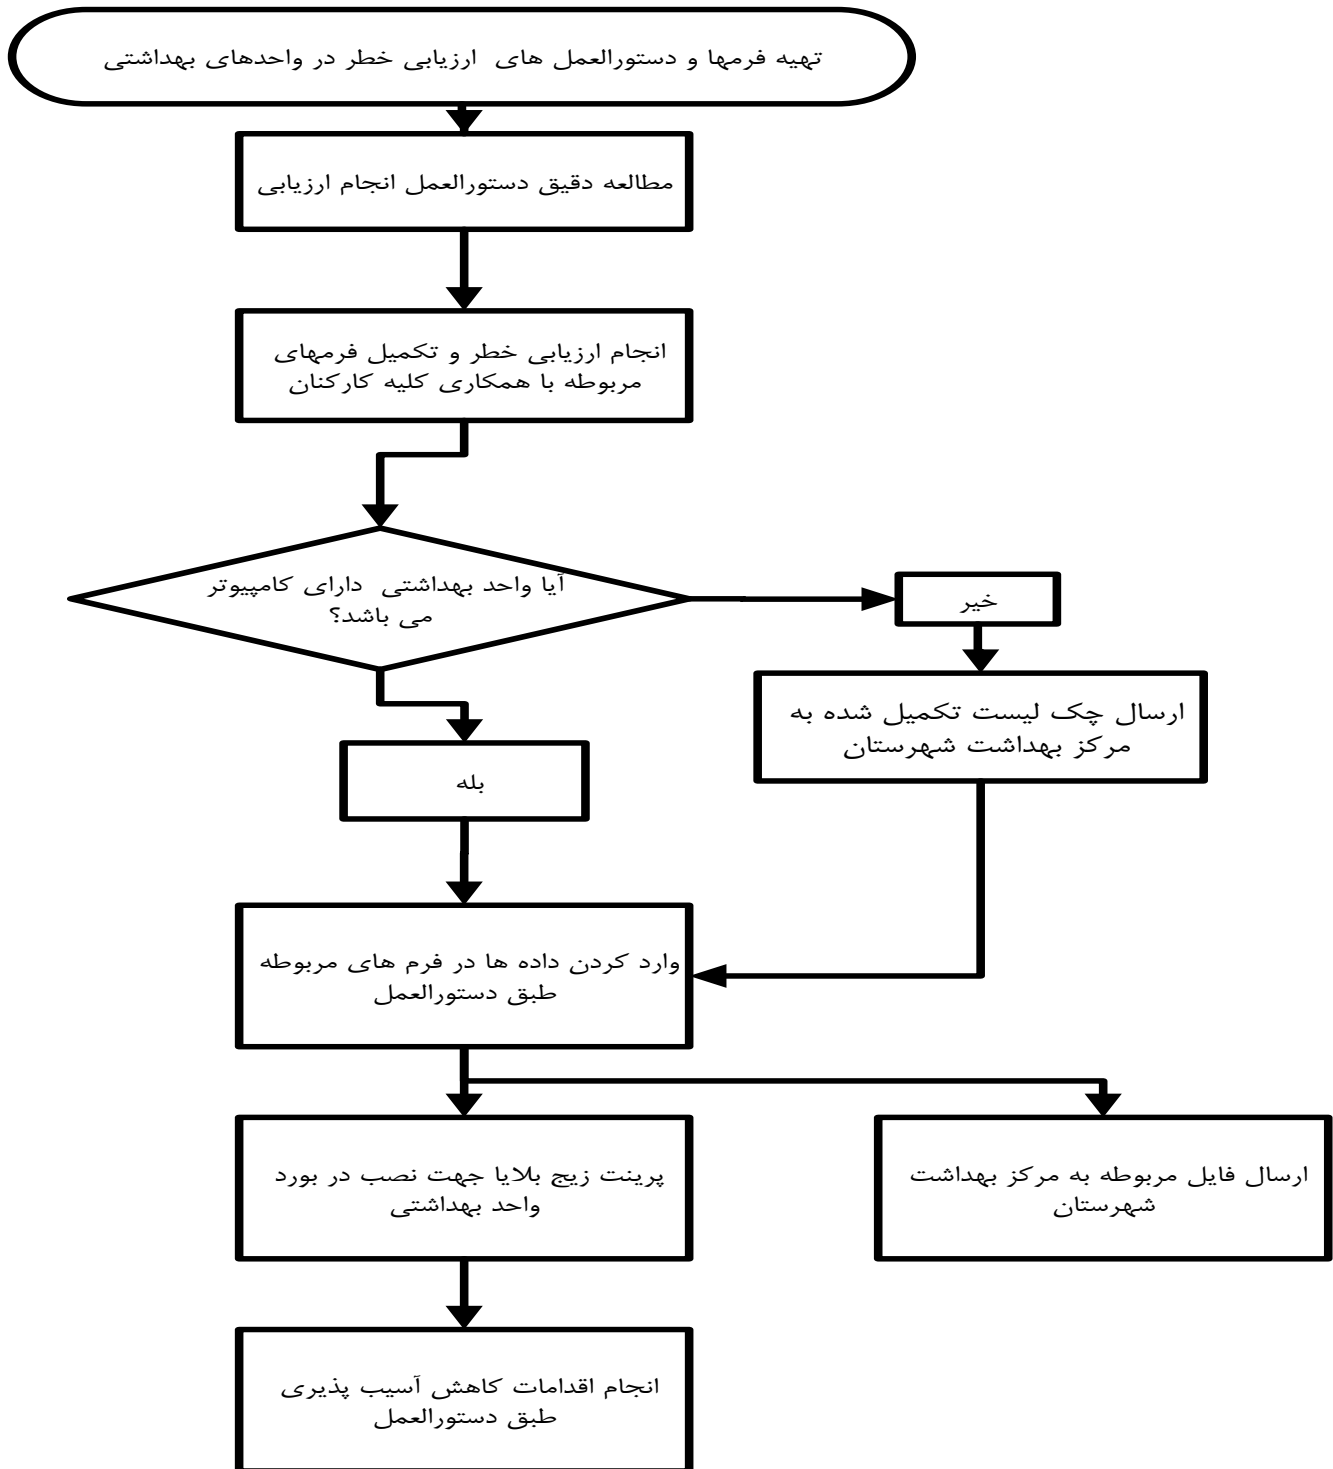 تهیه فرمها و دستورالعمل های ارزیابی خطر در واحدهای بهداشتی
مطالعه دقیق دستورالعمل انجام ارزیابی
انجام ارزیابی خطر و تکمیل فرمهای
مربوطه با همکاری کلیه کارکنان
آیا واحد بهداشتی دارای کامپیوتر
می باشد؟
خیر
ارسال چک لیست تکمیل شده به
مرکز بهداشت شهرستان
بله
وارد کردن داده ها در فرم های مربوطه
طبق دستورالعمل
پرینت زیج بلایا جهت نصب در بورد
واحد بهداشتی
ارسال فایل مربوطه به مرکز بهداشت
شهرستان
انجام اقدامات کاهش آسیب پذیری
طبق دستورالعمل